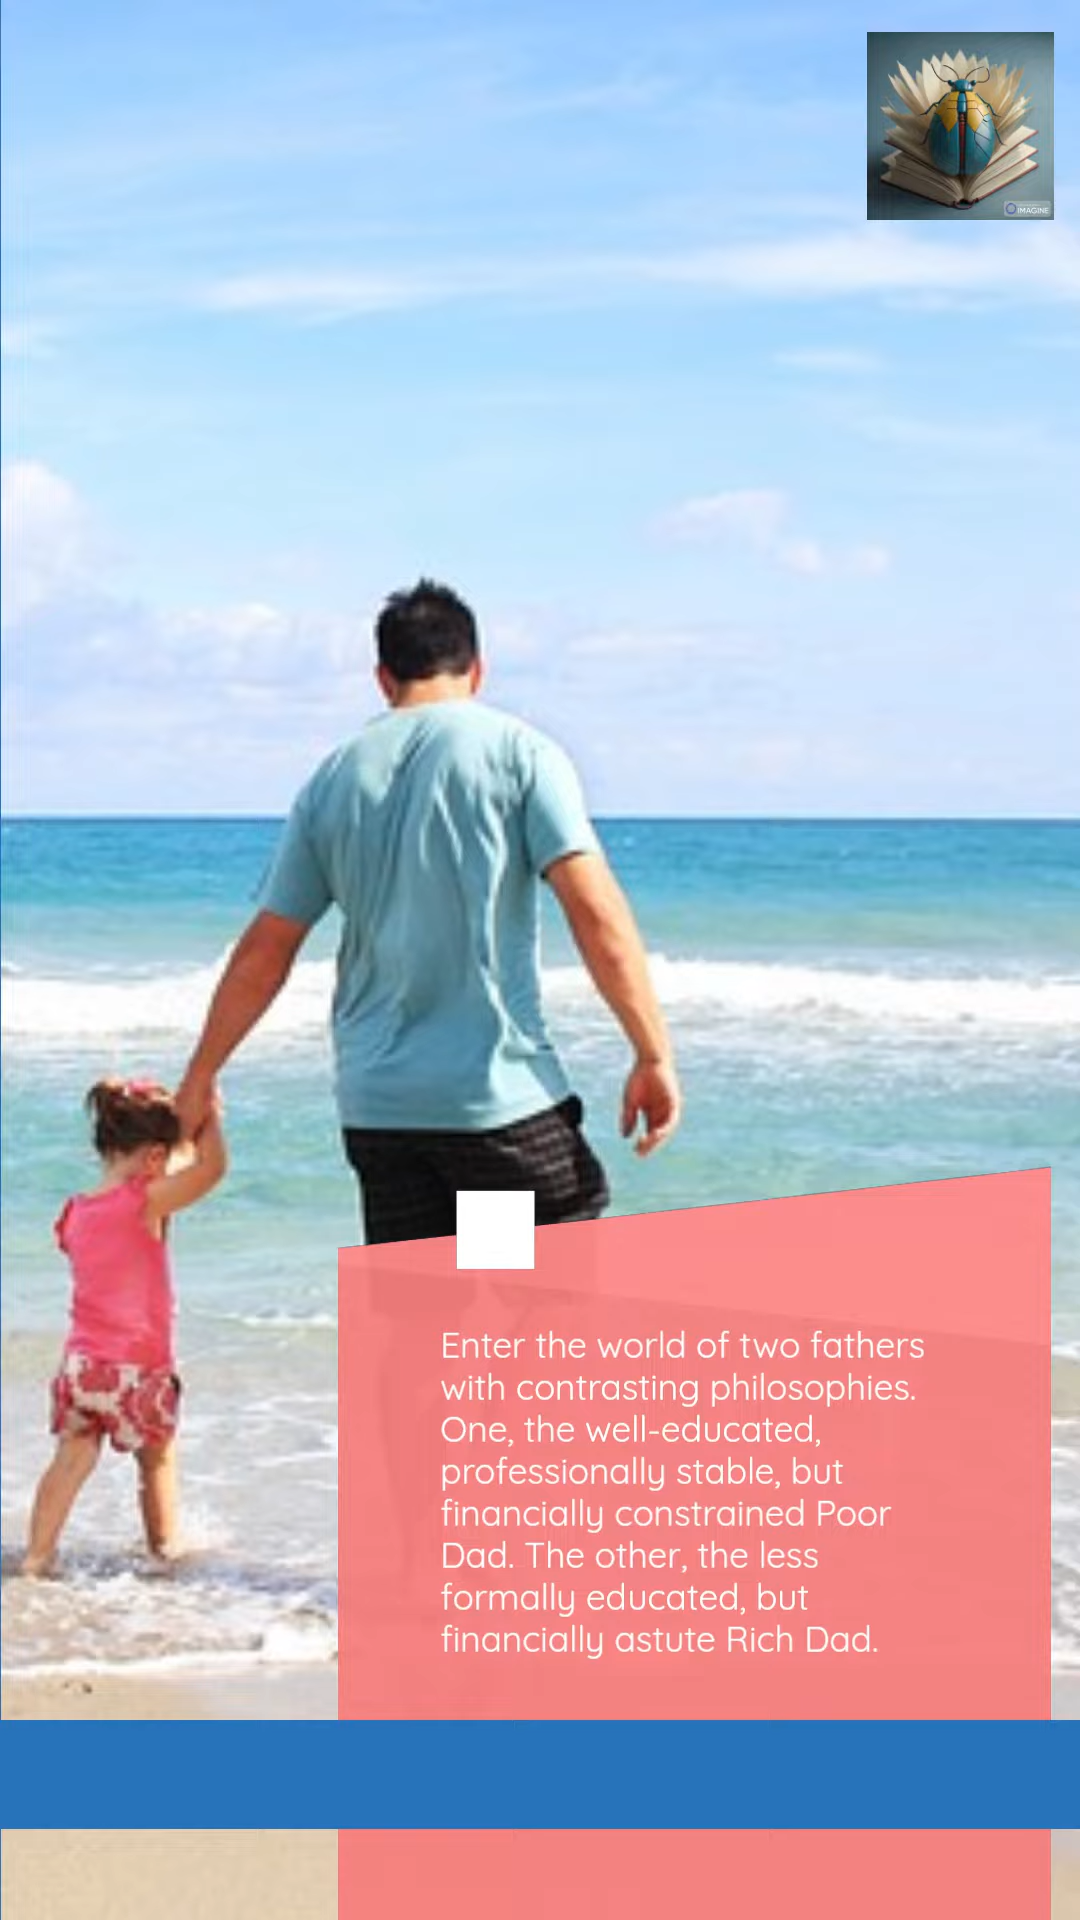 IMAGINE
Enter the world of two fathers
with contrasting philosophies.
One, the well-educated,
professionally stable, but
financially constrained Poor
Dad. The other, the less
formally educated, but
financially astute Rich Dad.